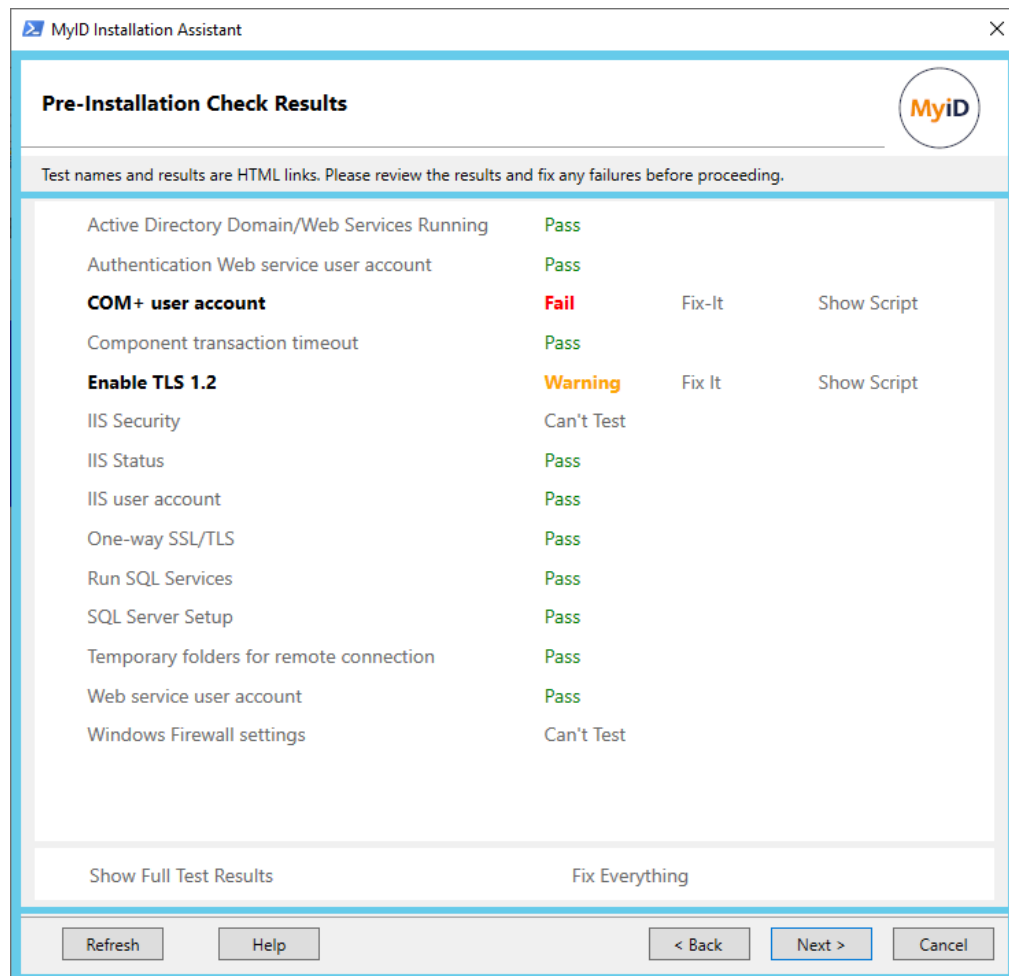 MyID Installation Assistant
Pre-Installation Check Results
MyiD
Test names and results are HTML links. Please review the results and fix any failures before proceeding.
Active Directory Domain/Web Services Running Pass
Authentication Web service user account Pass
COM+ user account Fail Fix-It Show Script
Component transaction timeout Pass
Enable TLS 1.2 Warning Fix It Show Script
IIS Security Can't Test
IIS Status Pass
IIS user account Pass
One-way SSL/TLS Pass
Run SQL Services Pass
SQL Server Setup Pass
Temporary folders for remote connection Pass
Web service user account Pass
Windows Firewall settings Can't Test
Show Full Test Results Fix Everything
Refresh Help < Back Next > Cancel